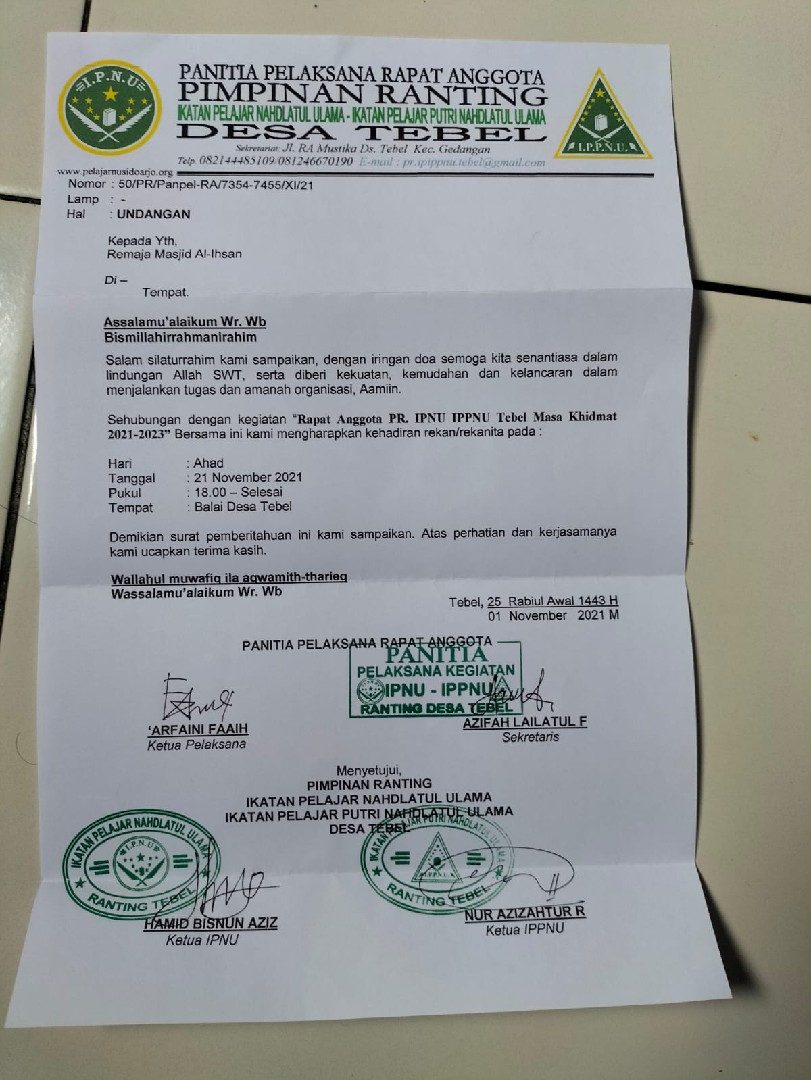 I.P.N.U
PANITIA PELAKSANA RAPAT ANGGOTA
PIMPINAN RANTING
IKATAN PELAJAR NAHDLATUL ULAMA - IKATAN PELAJAR PUTRI NAHDLATUL ULAMA
DESA TEBEL
Sekretariat: Jl. RA Mustika Ds. Tebel Kec. Gedangan
Telp. 082144485109/081246670190 E-mail : pr.ipippnu.tebel@gmail.com
I.P.P.N.U.
www.pelajarnusidoarjo.org
Nomor : 50/PR/Panpel-RA/7354-7455/XI/21
Lamp : -
Hal : UNDANGAN
Kepada Yth,
Remaja Masjid Al-Ihsan
Di –
Tempat.
Assalamu'alaikum Wr. Wb
Bismillahirrahmanirahim
Salam silaturrahim kami sampaikan, dengan iringan doa semoga kita senantiasa dalam
lindungan Allah SWT, serta diberi kekuatan, kemudahan dan kelancaran dalam
menjalankan tugas dan amanah organisasi, Aamiin.
Sehubungan dengan kegiatan "Rapat Anggota PR. IPNU IPPNU Tebel Masa Khidmat
2021-2023" Bersama ini kami mengharapkan kehadiran rekan/rekanita pada :
Hari : Ahad
Tanggal : 21 November 2021
Pukul : 18.00 – Selesai
Tempat : Balai Desa Tebel
Demikian surat pemberitahuan ini kami sampaikan. Atas perhatian dan kerjasamanya
kami ucapkan terima kasih.
Wallahul muwafiq ila aqwamith-tharieq
Wassalamu'alaikum Wr. Wb
Tebel, 25 Rabiul Awal 1443 H
01 November 2021 M
PANITIA PELAKSANA RAPAT ANGGOTA
PANITIA
PELAKSANA KEGIATAN
IPNU - IPPNU
RANTING DESA TEBEL
'ARFAINI FAAIH
Ketua Pelaksana
AZIFAH LAILATUL F
Sekretaris
Menyetujui,
PIMPINAN RANTING
IKATAN PELAJAR NAHDLATUL ULAMA
IKATAN PELAJAR PUTRI NAHDLATUL ULAMA
DESA TEBEL
IKATAN PELAJAR NAHDLATUL ULAMA
I.P.N.U
RANTING TEBEL
IKATAN PELAJAR PUTRI NAHDLATUL ULAMA
I.P.P.N.U.
RANTING TEBEL
HAMID BISNUN AZIZ
Ketua IPNU
NUR AZIZAHTUR R
Ketua IPPNU